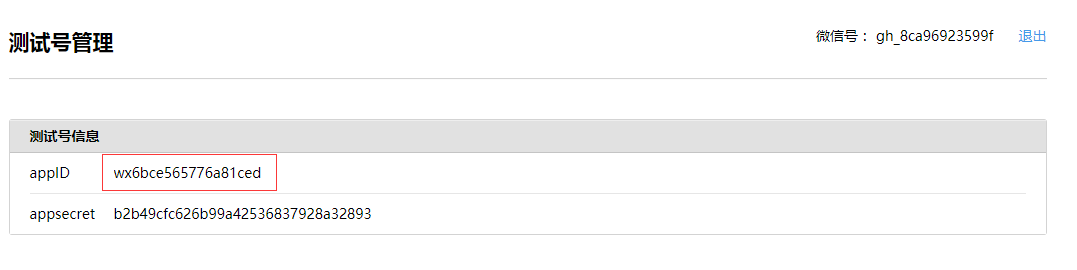 测试号管理
微信号： gh_8ca96923599f 退出
测试号信息
appID wx6bce565776a81ced
appsecret b2b49cfc626b99a42536837928a32893